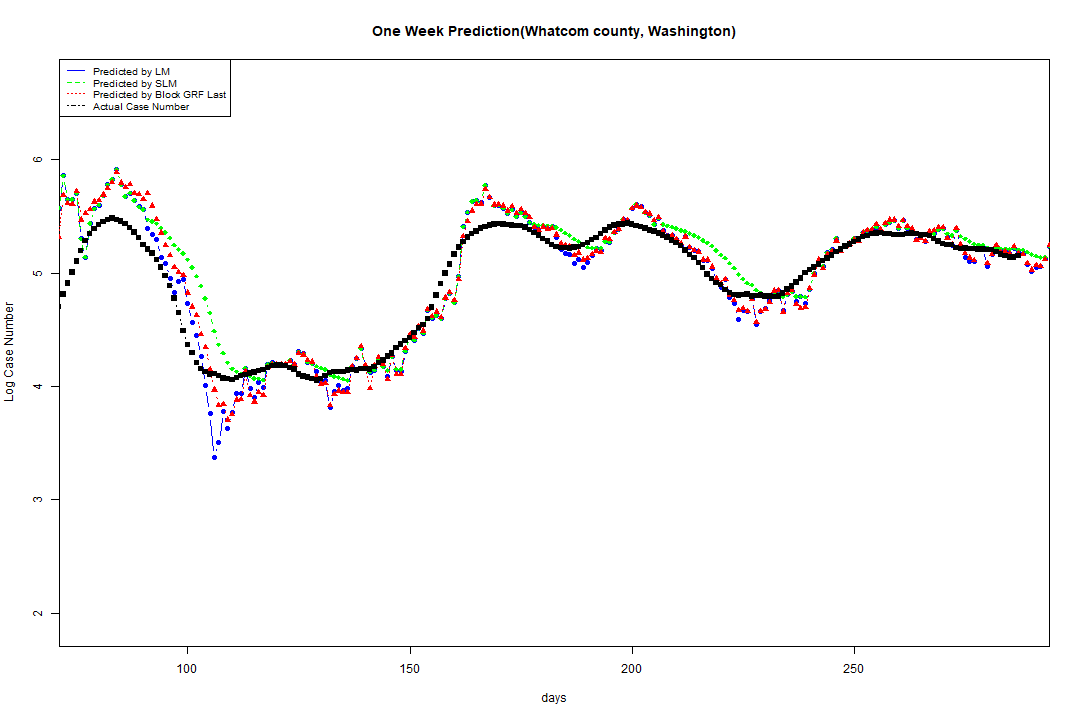 One Week Prediction(Whatcom county, Washington)
Predicted by LM
Predicted by SLM
Predicted by Block GRF Last
Actual Case Number
6
5
4
3
2
Log Case Number
100 150 200 250
days